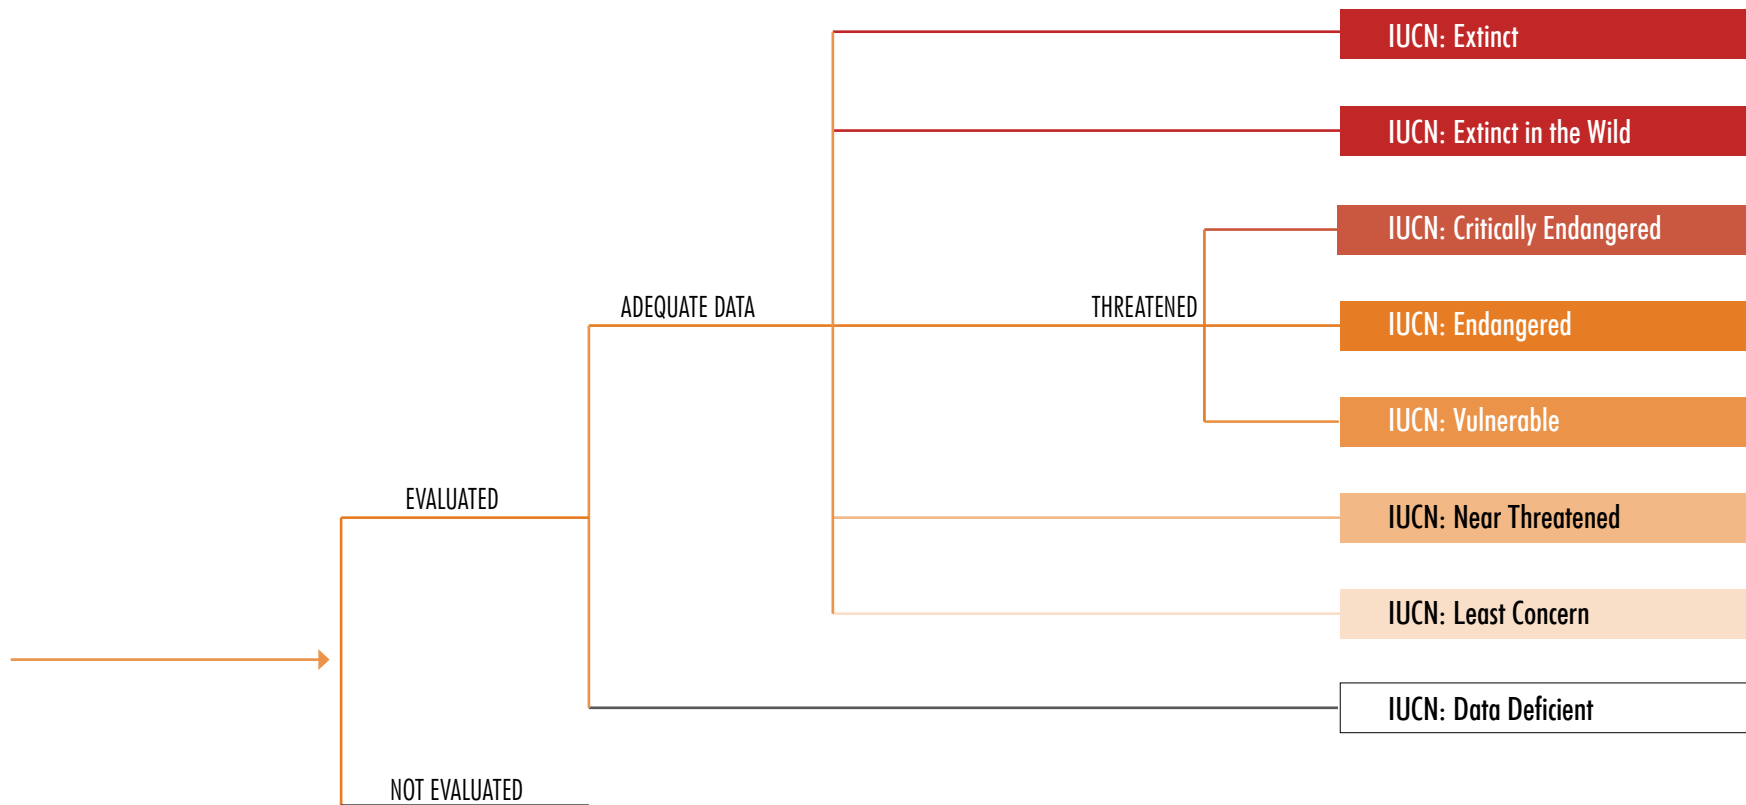 IUCN: Extinct
IUCN: Extinct in the Wild
IUCN: Critically Endangered
ADEQUATE DATA
THREATENED
IUCN: Endangered
IUCN: Vulnerable
EVALUATED
IUCN: Near Threatened
IUCN: Least Concern
IUCN: Data Deficient
NOT EVALUATED